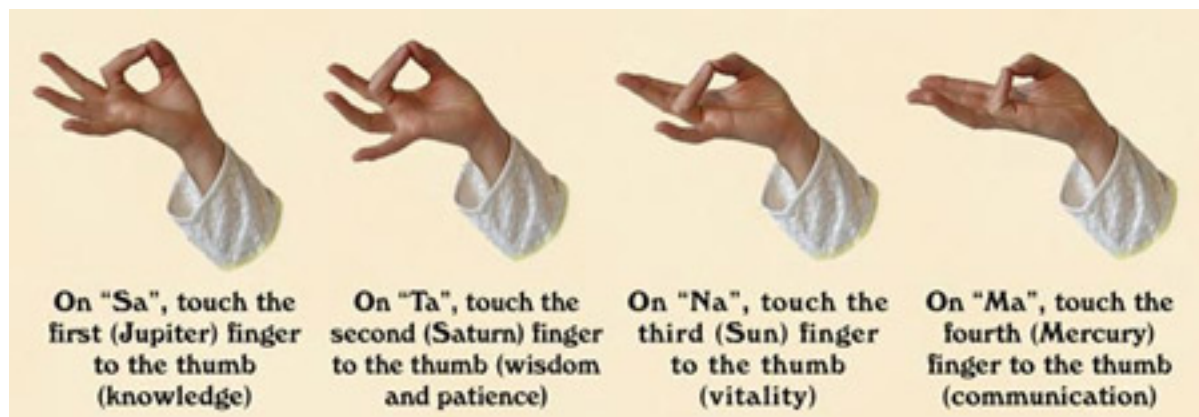 On “Sa”, touch the
first (Jupiter) finger
to the thumb
(knowledge)
On “Ta”, touch the
second (Saturn) finger
to the thumb (wisdom
and patience)
On “Na”, touch the
third (Sun) finger
to the thumb
(vitality)
On “Ma”, touch the
fourth (Mercury)
finger to the thumb
(communication)